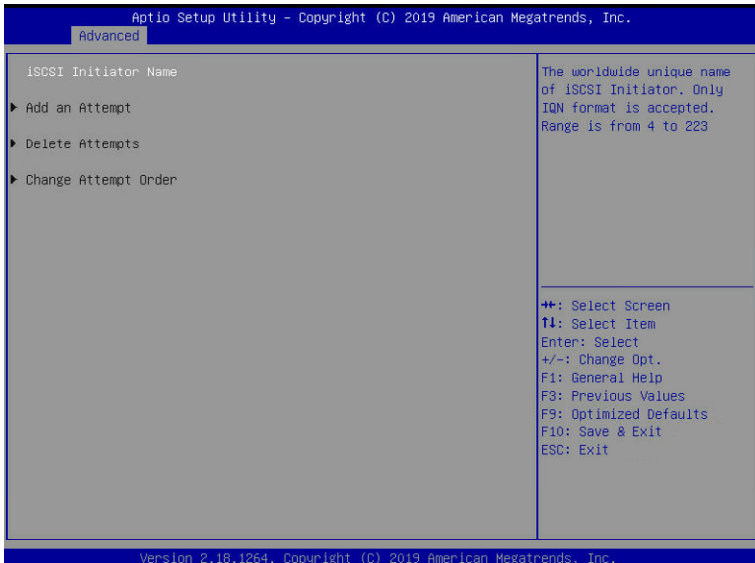 Aptio Setup Utility – Copyright (C) 2019 American Megatrends, Inc.
Advanced
iSCSI Initiator Name
▶ Add an Attempt
▶ Delete Attempts
▶ Change Attempt Order
The worldwide unique name
of iSCSI Initiator. Only
IQN format is accepted.
Range is from 4 to 223
→←: Select Screen
↑↓: Select Item
Enter: Select
+/-: Change Opt.
F1: General Help
F3: Previous Values
F9: Optimized Defaults
F10: Save & Exit
ESC: Exit
Version 2.18.1264. Copyright (C) 2019 American Megatrends, Inc.